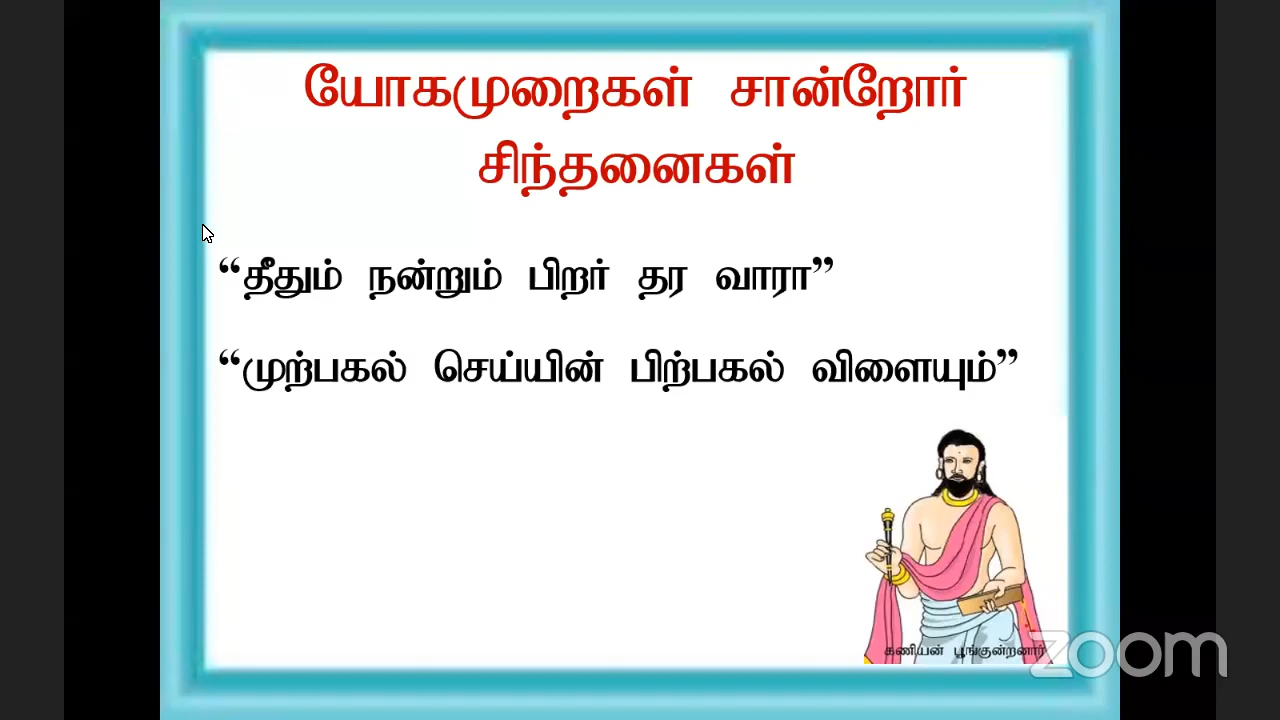 யோகமுறைகள் சான்றோர்
சிந்தனைகள்
“தீதும் நன்றும் பிறர் தர வாரா”
“முற்பகல் செய்யின் பிற்பகல் விளையும்”
கணியன் பூங்குன்றனார்
zoom